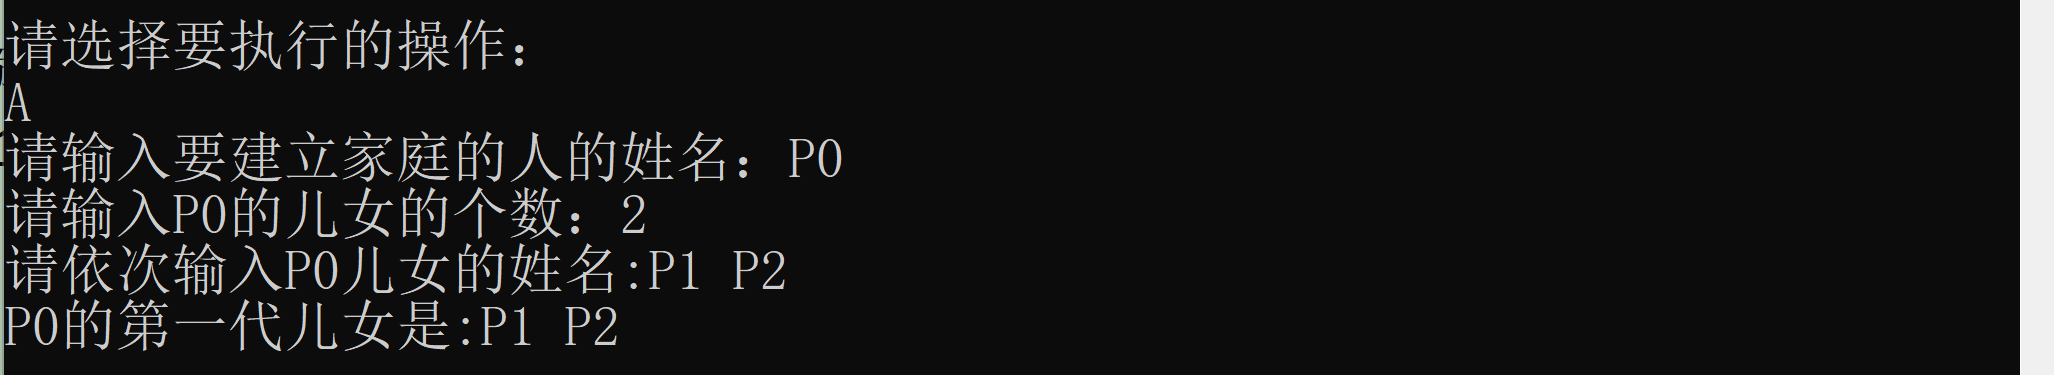 请选择要执行的操作：
A
请输入要建立家庭的人的姓名：P0
请输入P0的儿女的个数：2
请依次输入P0儿女的姓名:P1 P2
P0的第一代儿女是:P1 P2